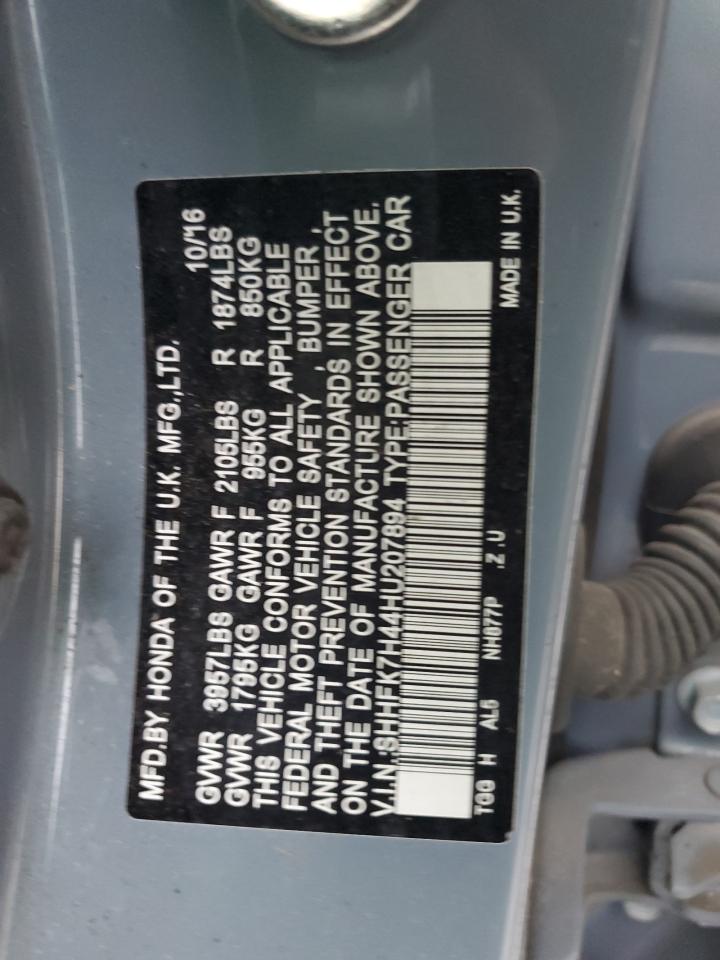 MFD.BY HONDA OF THE U.K. MFG.,LTD. 10/16
GVWR 3957LBS GAWR F 2105LBS R 1874LBS
GVWR 1795KG GAWR F 955KG R 850KG
THIS VEHICLE CONFORMS TO ALL APPLICABLE
FEDERAL MOTOR VEHICLE SAFETY , BUMPER ,
AND THEFT PREVENTION STANDARDS IN EFFECT
ON THE DATE OF MANUFACTURE SHOWN ABOVE.
V.I.N.:SHHFK7H44HU207894 TYPE:PASSENGER CAR
TGG H AL5 NH877P .Z U MADE IN U.K.